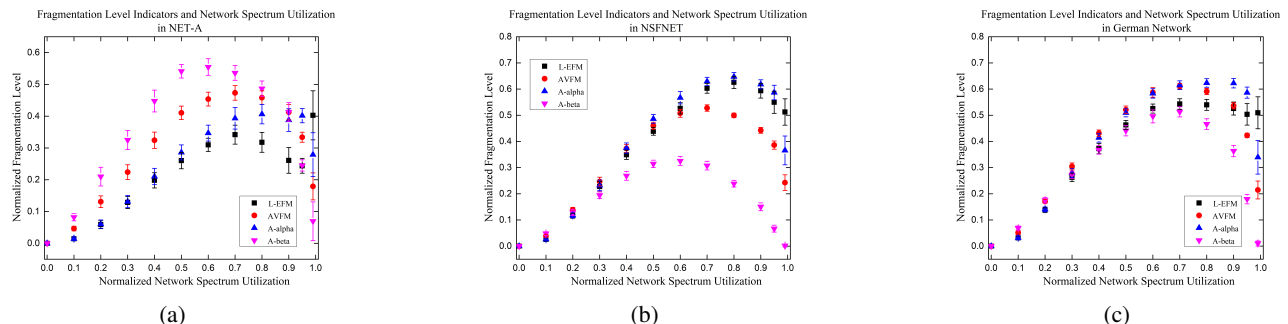 Fragmentation Level Indicators and Network Spectrum Utilization
in NET-A
Normalized Fragmentation Level
0.6
0.5
0.4
0.3
0.2
0.1
0.0
L-EFM
AVFM
A-alpha
A-beta
0.0 0.1 0.2 0.3 0.4 0.5 0.6 0.7 0.8 0.9 1.0
Normalized Network Spectrum Utilization
(a)
Fragmentation Level Indicators and Network Spectrum Utilization
in NSFNET
Normalized Fragmentation Level
0.8
0.7
0.6
0.5
0.4
0.3
0.2
0.1
0.0
L-EFM
AVFM
A-alpha
A-beta
0.0 0.1 0.2 0.3 0.4 0.5 0.6 0.7 0.8 0.9 1.0
Normalized Network Spectrum Utilization
(b)
Fragmentation Level Indicators and Network Spectrum Utilization
in German Network
Normalized Fragmentation Level
0.8
0.7
0.6
0.5
0.4
0.3
0.2
0.1
0.0
L-EFM
AVFM
A-alpha
A-beta
0.0 0.1 0.2 0.3 0.4 0.5 0.6 0.7 0.8 0.9 1.0
Normalized Network Spectrum Utilization
(c)